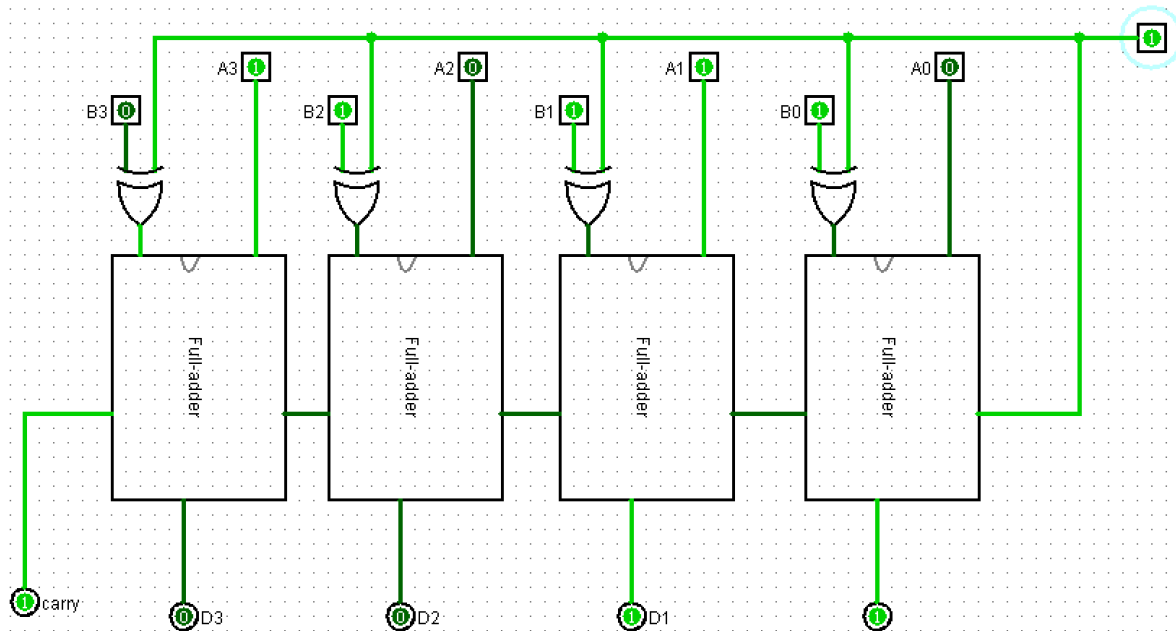 1
A3 1
A2 0
A1 1
A0 0
B3 0
B2 1
B1 1
B0 1
Full-adder
Full-adder
Full-adder
Full-adder
1 carry
0 D3
0 D2
1 D1
1